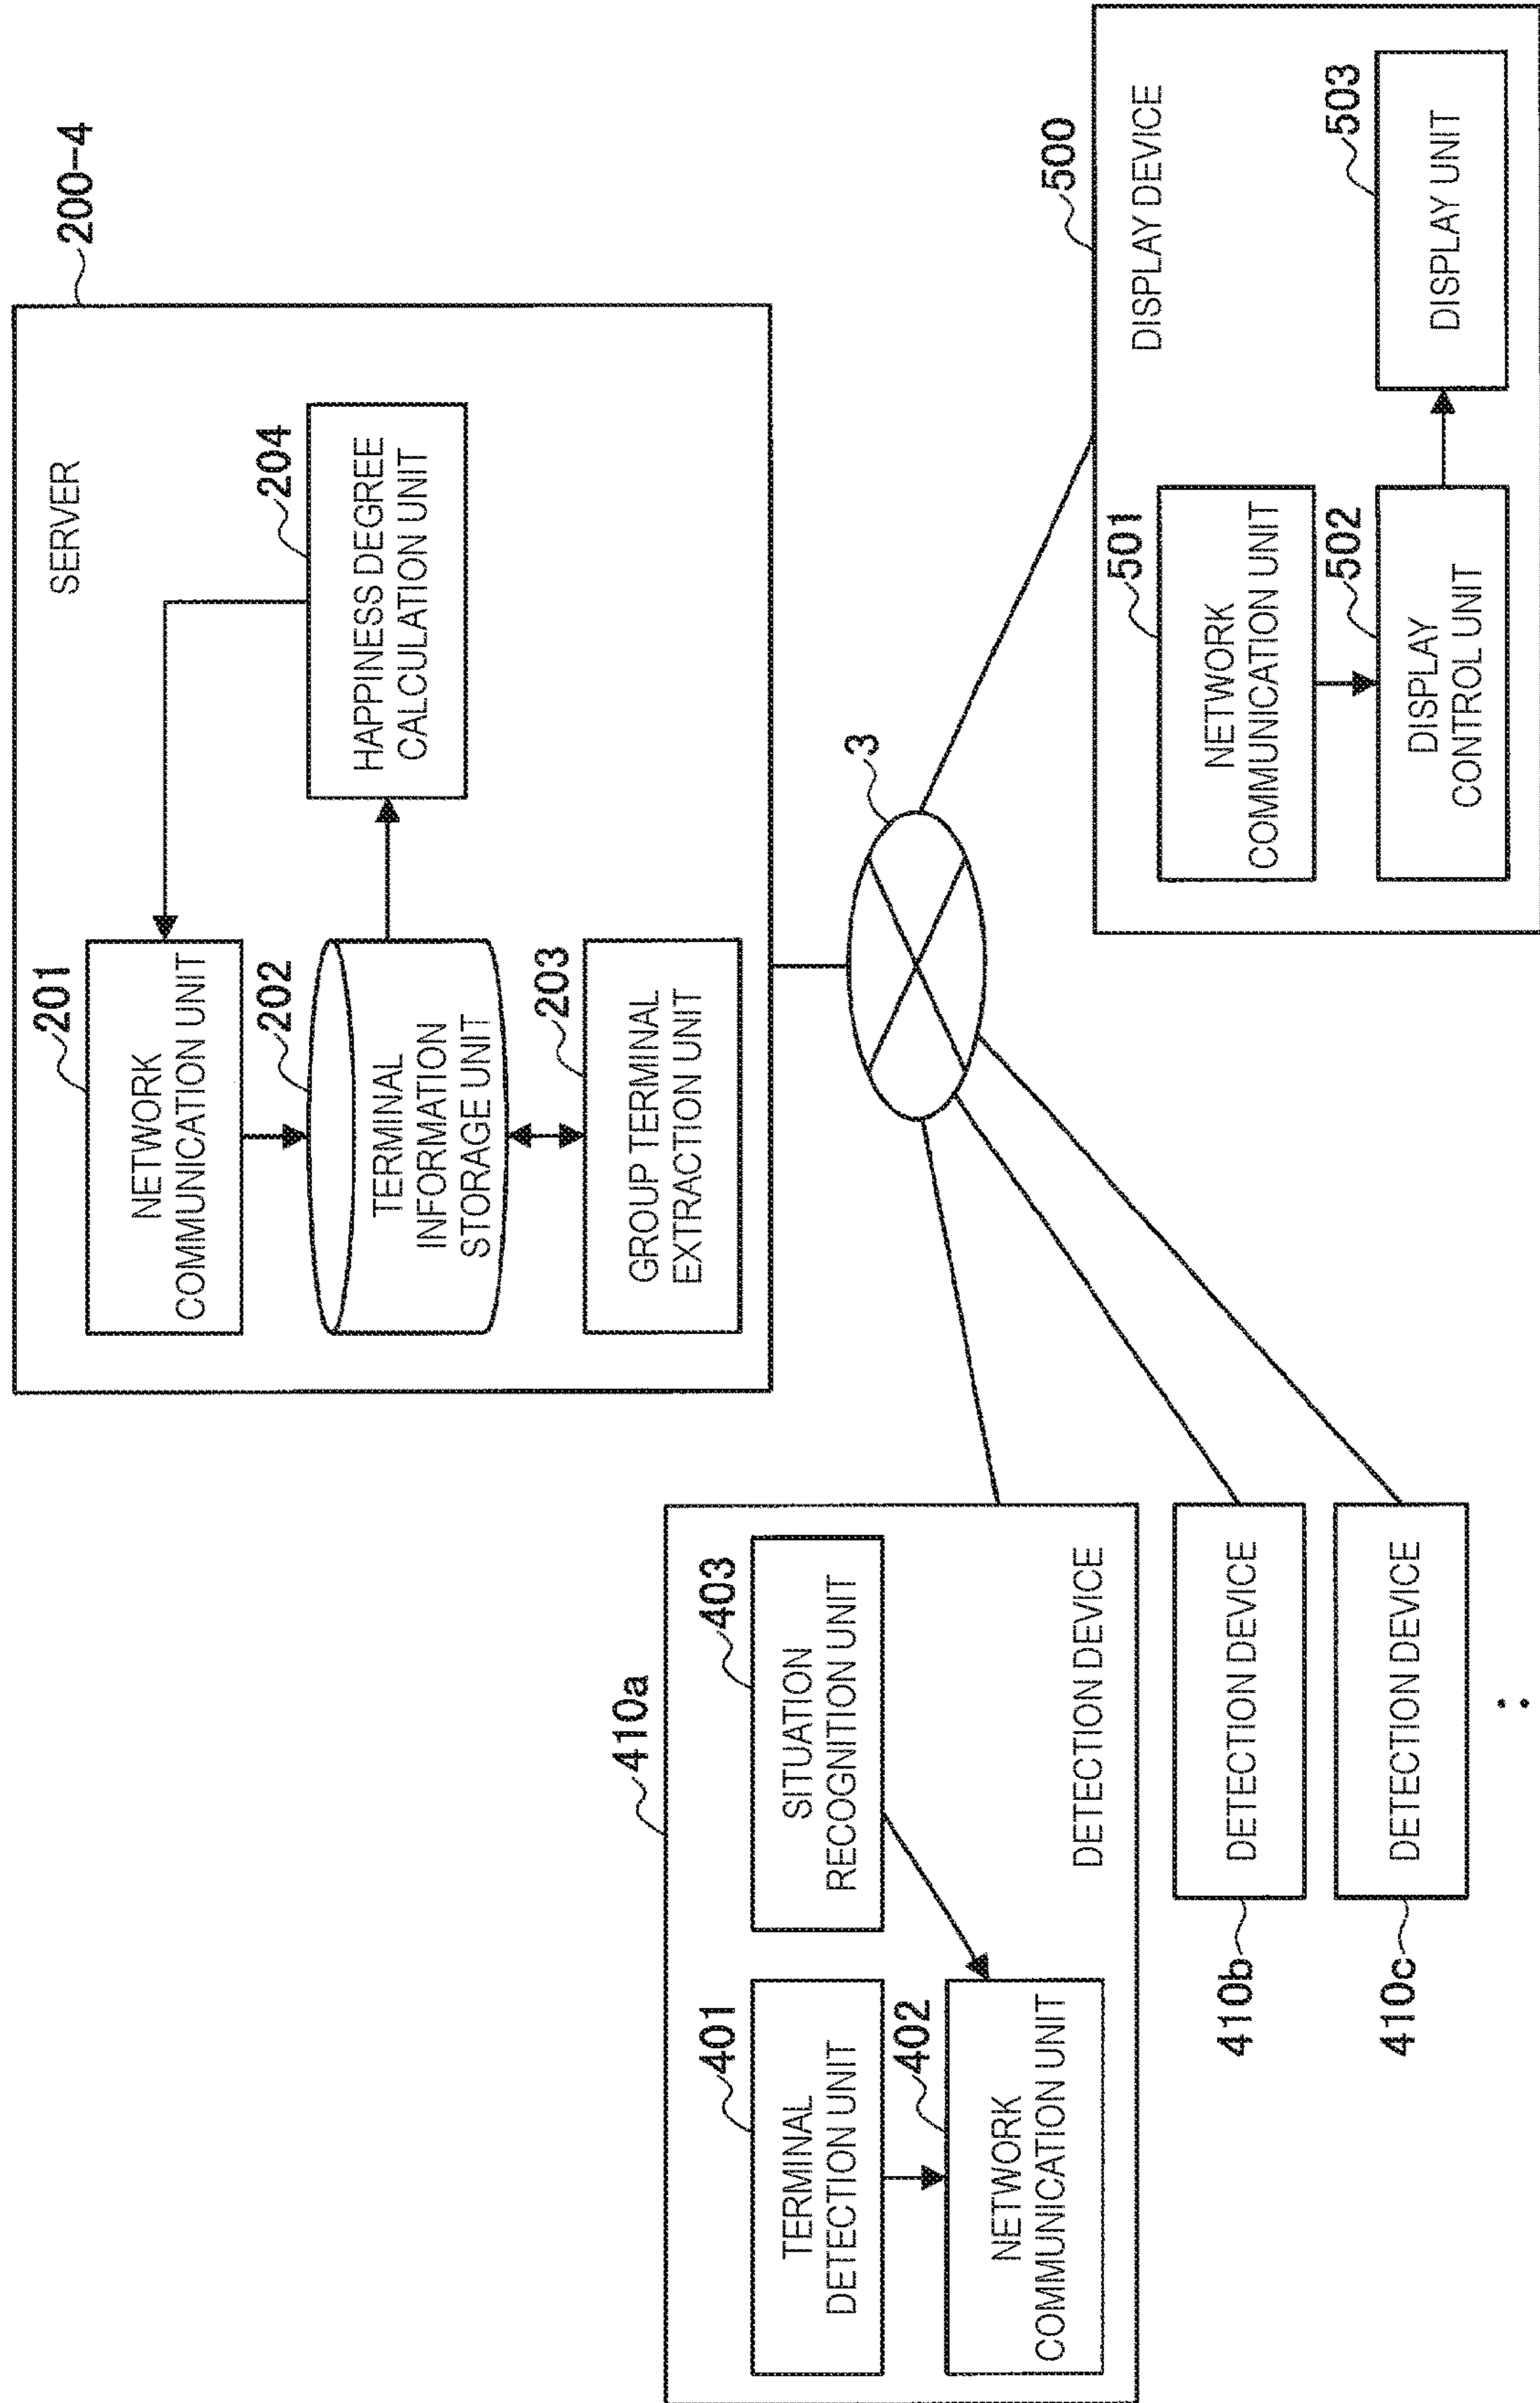 200-4
SERVER
201
NETWORK
COMMUNICATION UNIT
202
TERMINAL
INFORMATION
STORAGE UNIT
203
GROUP TERMINAL
EXTRACTION UNIT
204
HAPPINESS DEGREE
CALCULATION UNIT
3
410a
401
TERMINAL
DETECTION UNIT
402
NETWORK
COMMUNICATION UNIT
403
SITUATION
RECOGNITION UNIT
DETECTION DEVICE
410b
DETECTION DEVICE
410c
DETECTION DEVICE
500
DISPLAY DEVICE
501
NETWORK
COMMUNICATION UNIT
502
DISPLAY
CONTROL UNIT
503
DISPLAY UNIT